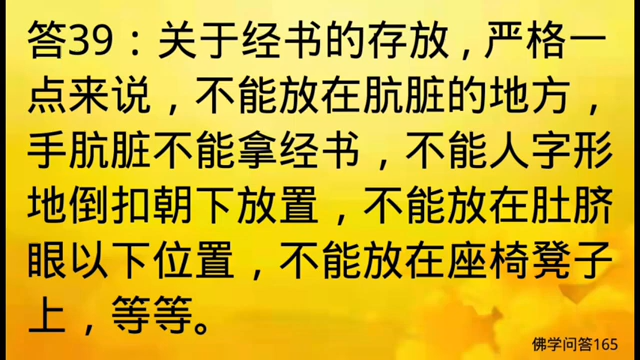 答39：关于经书的存放，严格一
点来说，不能放在肮脏的地方，
手肮脏不能拿经书，不能人字形
地倒扣朝下放置，不能放在肚脐
眼以下位置，不能放在座椅凳子
上，等等。
佛学问答165